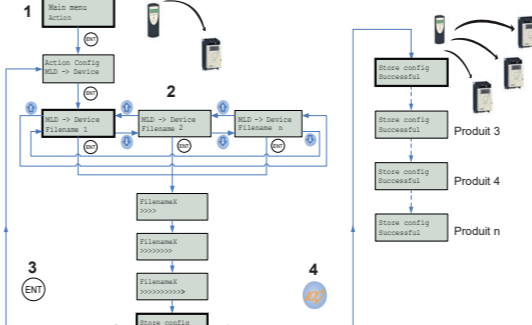 1
Main menu
Action
ENT
Action Config
MLD -> Device
ENT
2
MLD -> Device
Filename 1
MLD -> Device
Filename 2
MLD -> Device
Filename n
ENT
ENT
ENT
FilenameX
>>>>
FilenameX
>>>>>>>>
FilenameX
>>>>>>>>>>>
Store config
3
ENT
4
Store config
Successful
Store config
Successful
Produit 3
Store config
Successful
Produit 4
Store config
Successful
Produit n